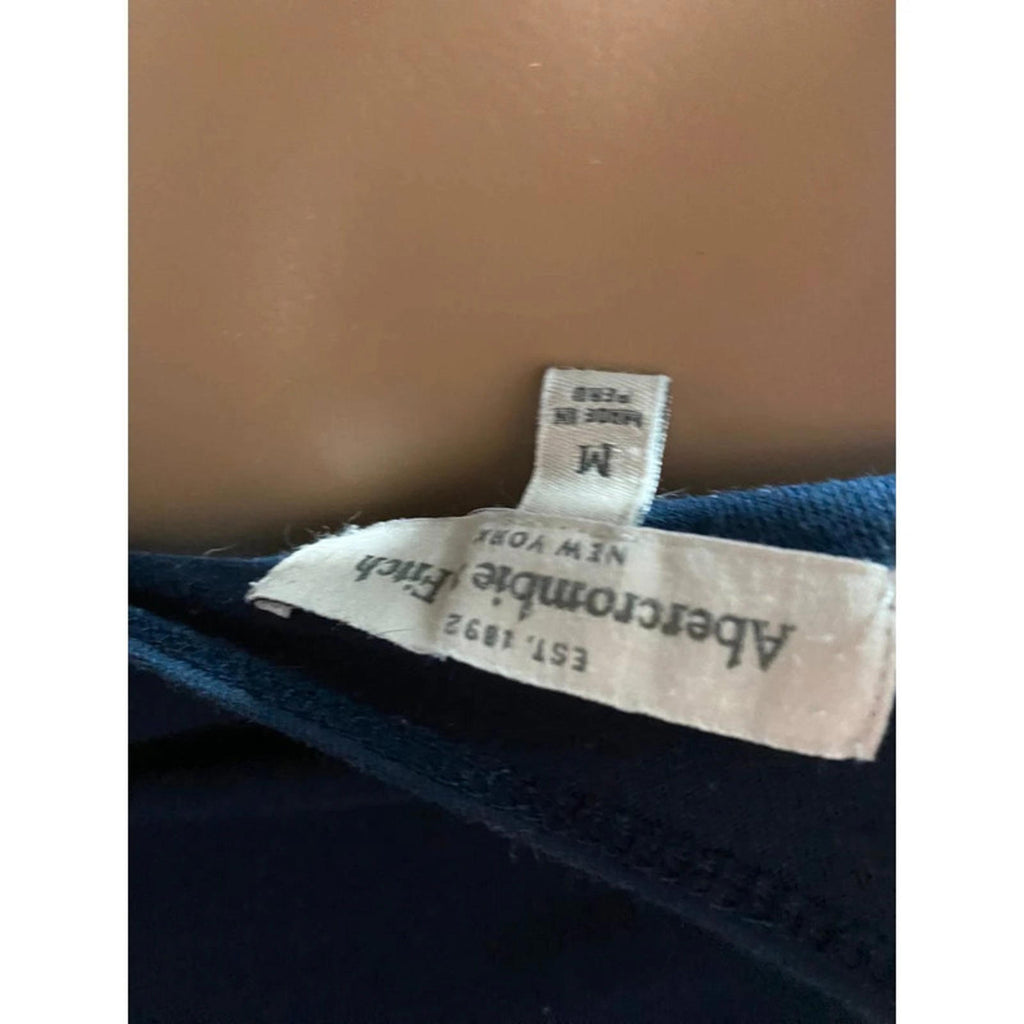 EST. 1892
Abercrombie & Fitch
NEW YORK
M
MADE IN
PERU